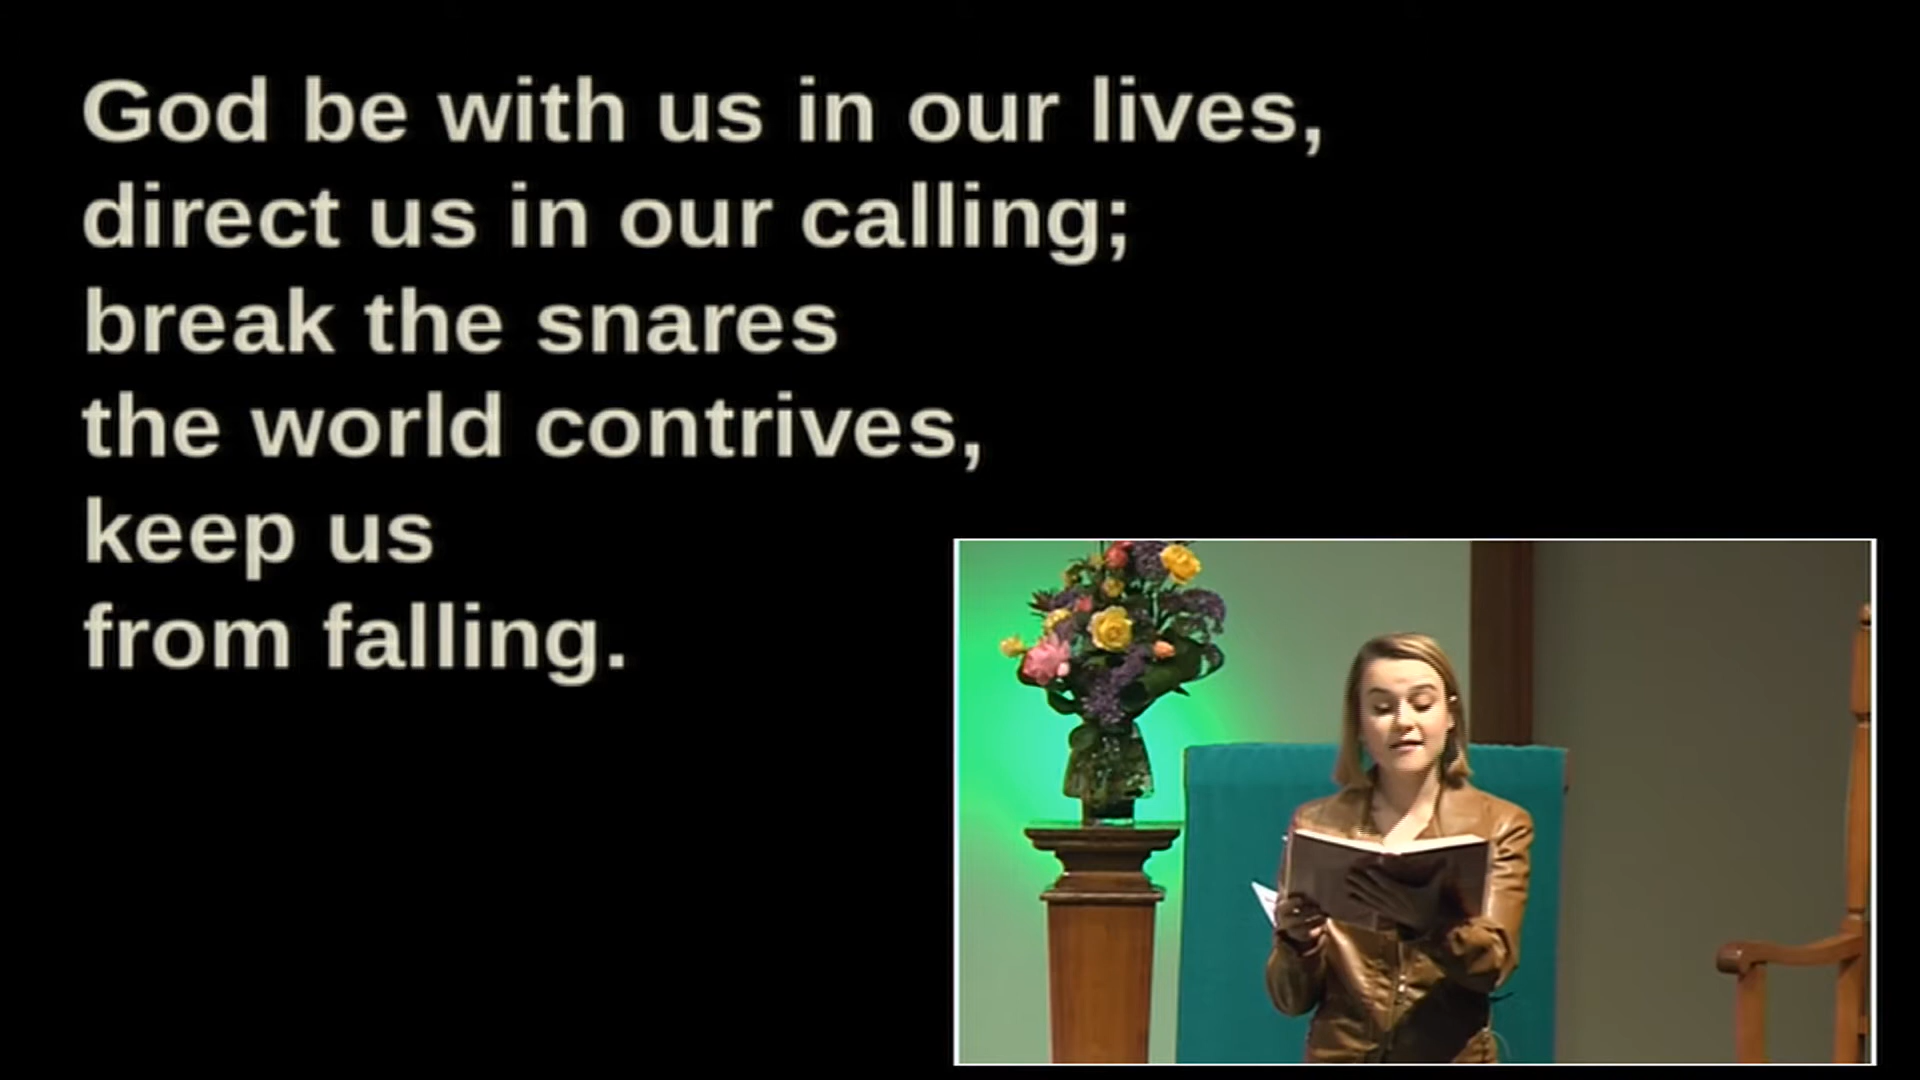 God be with us in our lives,
direct us in our calling;
break the snares
the world contrives,
keep us
from falling.